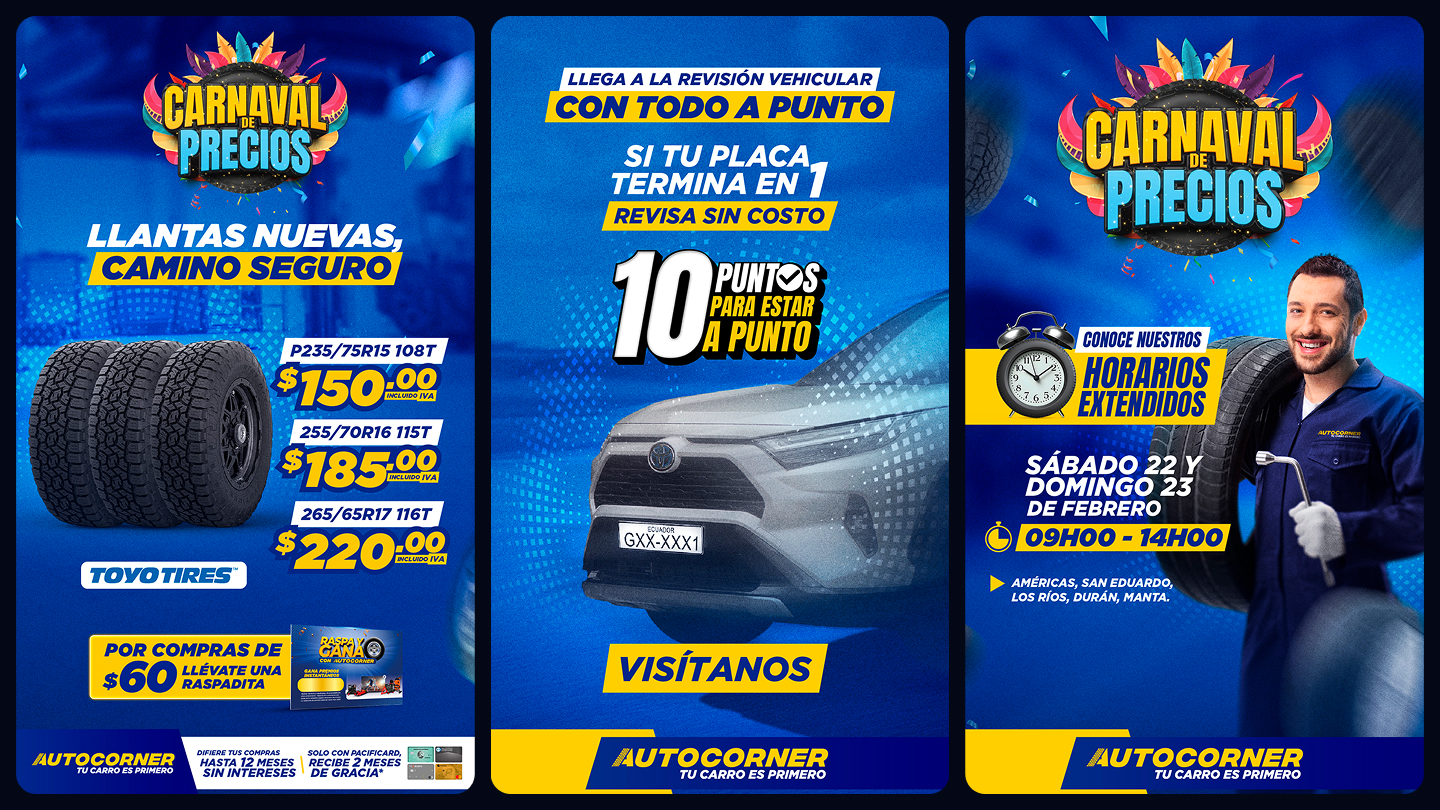 CARNAVAL
DE
PRECIOS
LLANTAS NUEVAS,
CAMINO SEGURO
P235/75R15 108T
$150.00
INCLUIDO IVA
255/70R16 115T
$185.00
INCLUIDO IVA
265/65R17 116T
$220.00
INCLUIDO IVA
TOYO TIRES™
POR COMPRAS DE
$60 LLÉVATE UNA
RASPADITA
RASPA Y
GANA
CON AUTOCORNER
GANA PREMIOS
INSTANTÁNEOS
AUTOCORNER
TU CARRO ES PRIMERO
DIFIERE TUS COMPRAS
HASTA 12 MESES
SIN INTERESES
SOLO CON PACIFICARD,
RECIBE 2 MESES
DE GRACIA*
LLEGA A LA REVISIÓN VEHICULAR
CON TODO A PUNTO
SI TU PLACA
TERMINA EN 1
REVISA SIN COSTO
10 PUNTOS
PARA ESTAR
A PUNTO
ECUADOR
GXX-XXX1
VISÍTANOS
AUTOCORNER
TU CARRO ES PRIMERO
CARNAVAL
DE
PRECIOS
CONOCE NUESTROS
HORARIOS
EXTENDIDOS
AUTOCORNER
SÁBADO 22 Y
DOMINGO 23
DE FEBRERO
09H00 - 14H00
AMÉRICAS, SAN EDUARDO,
LOS RÍOS, DURÁN, MANTA.
AUTOCORNER
TU CARRO ES PRIMERO